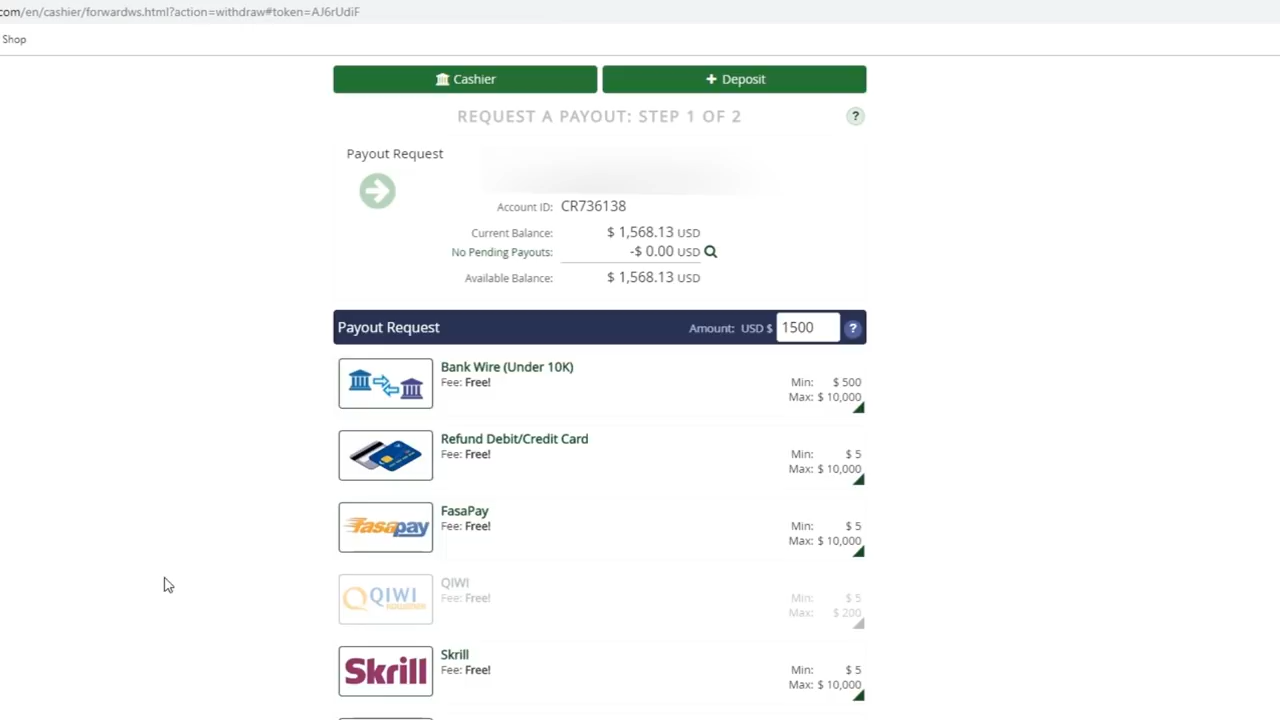 com/en/cashier/forwardws.html?action=withdraw#token=AJ6rUdiF
Shop
Cashier
+ Deposit
REQUEST A PAYOUT: STEP 1 OF 2
?
Payout Request
Account ID: CR736138
Current Balance: $ 1,568.13 USD
No Pending Payouts: -$ 0.00 USD
Available Balance: $ 1,568.13 USD
Payout Request Amount: USD $ 1500 ?
Bank Wire (Under 10K)
Fee: Free! Min: $ 500
Max: $ 10,000
Refund Debit/Credit Card
Fee: Free! Min: $ 5
Max: $ 10,000
fasapay
FasaPay
Fee: Free! Min: $ 5
Max: $ 10,000
QIWI
QIWI
Fee: Free! Min: $ 5
Max: $ 200
Skrill
Skrill
Fee: Free! Min: $ 5
Max: $ 10,000